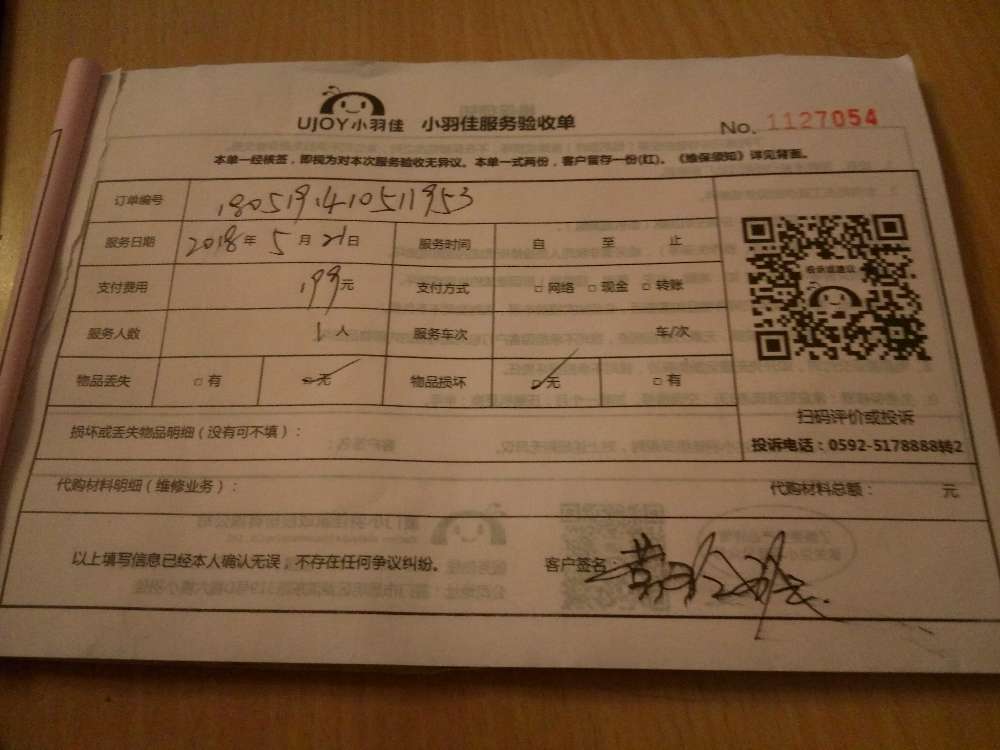 UJOY小羽佳 小羽佳服务验收单 No. 1127054
本单一经核签，即视为对本次服务验收无异议。本单一式两份，客户留存一份(红)。《维保须知》详见背面。
订单编号 1805191410511953
服务日期 2018年5月21日 服务时间 自 至 止
支付费用 199元 支付方式 □网络 □现金 □转账
服务人数 1人 服务车次 车/次
物品丢失 □有 □无 物品损坏 □无 □有
投诉或建议
扫码评价或投诉
投诉电话：0592-5178888转2
损坏或丢失物品明细（没有可不填）：
代购材料明细（维修业务）： 代购材料总额： 元
以上填写信息已经本人确认无误，不存在任何争议纠纷。 客户签名：